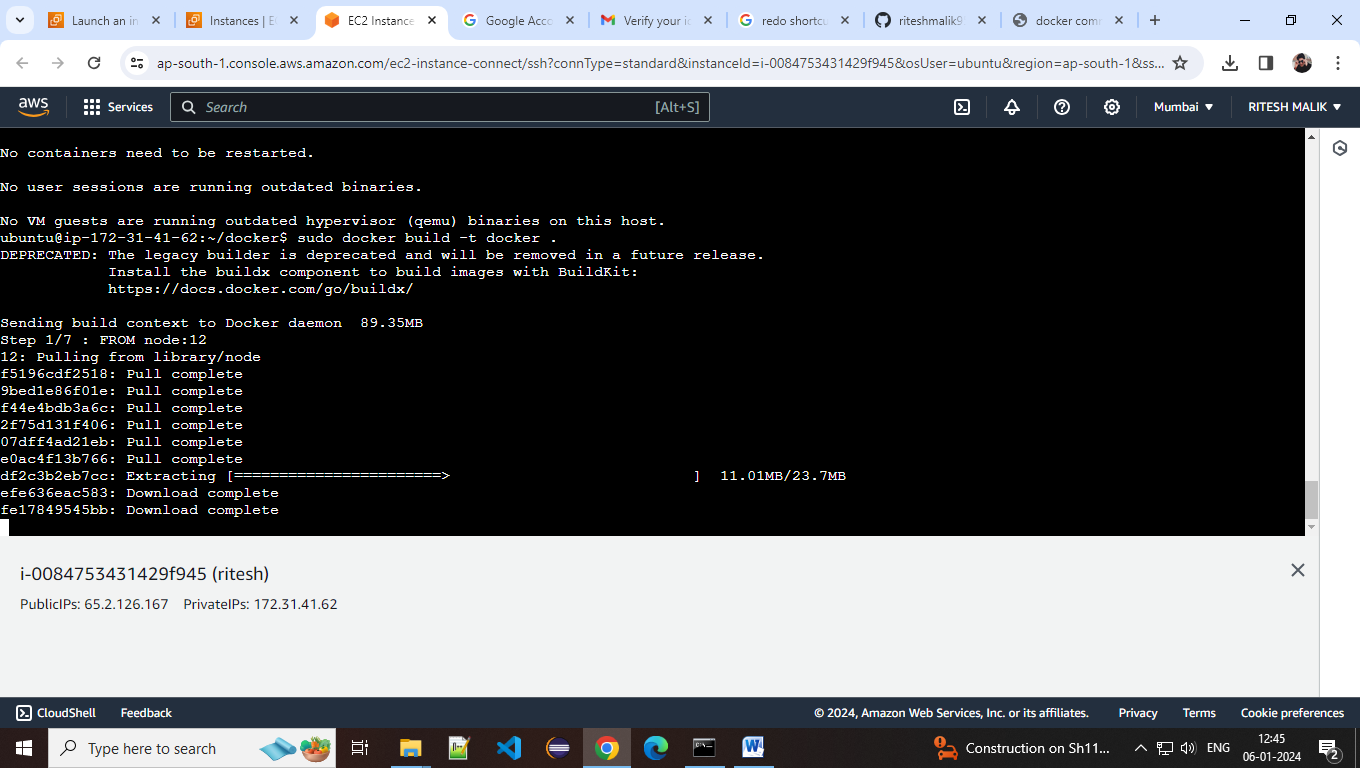 Launch an in
Instances | E
EC2 Instance
Google Acco
Verify your i
redo shortcu
riteshmalik9
docker com
ap-south-1.console.aws.amazon.com/ec2-instance-connect/ssh?connType=standard&instanceId=i-0084753431429f945&osUser=ubuntu&region=ap-south-1&ss...
aws
Services
Search
[Alt+S]
Mumbai
RITESH MALIK
No containers need to be restarted.
No user sessions are running outdated binaries.
No VM guests are running outdated hypervisor (qemu) binaries on this host.
ubuntu@ip-172-31-41-62:~/docker$ sudo docker build -t docker .
DEPRECATED: The legacy builder is deprecated and will be removed in a future release.
Install the buildx component to build images with BuildKit:
https://docs.docker.com/go/buildx/
Sending build context to Docker daemon  89.35MB
Step 1/7 : FROM node:12
12: Pulling from library/node
f5196cdf2518: Pull complete
9bed1e86f01e: Pull complete
f44e4bdb3a6c: Pull complete
2f75d131f406: Pull complete
07dff4ad21eb: Pull complete
e0ac4f13b766: Pull complete
df2c3b2eb7cc: Extracting [=======================>                           ]  11.01MB/23.7MB
efe636eac583: Download complete
fe17849545bb: Download complete
i-0084753431429f945 (ritesh)
PublicIPs: 65.2.126.167 PrivateIPs: 172.31.41.62
CloudShell
Feedback
© 2024, Amazon Web Services, Inc. or its affiliates.
Privacy
Terms
Cookie preferences
Type here to search
Construction on Sh11...
ENG
12:45
06-01-2024
2